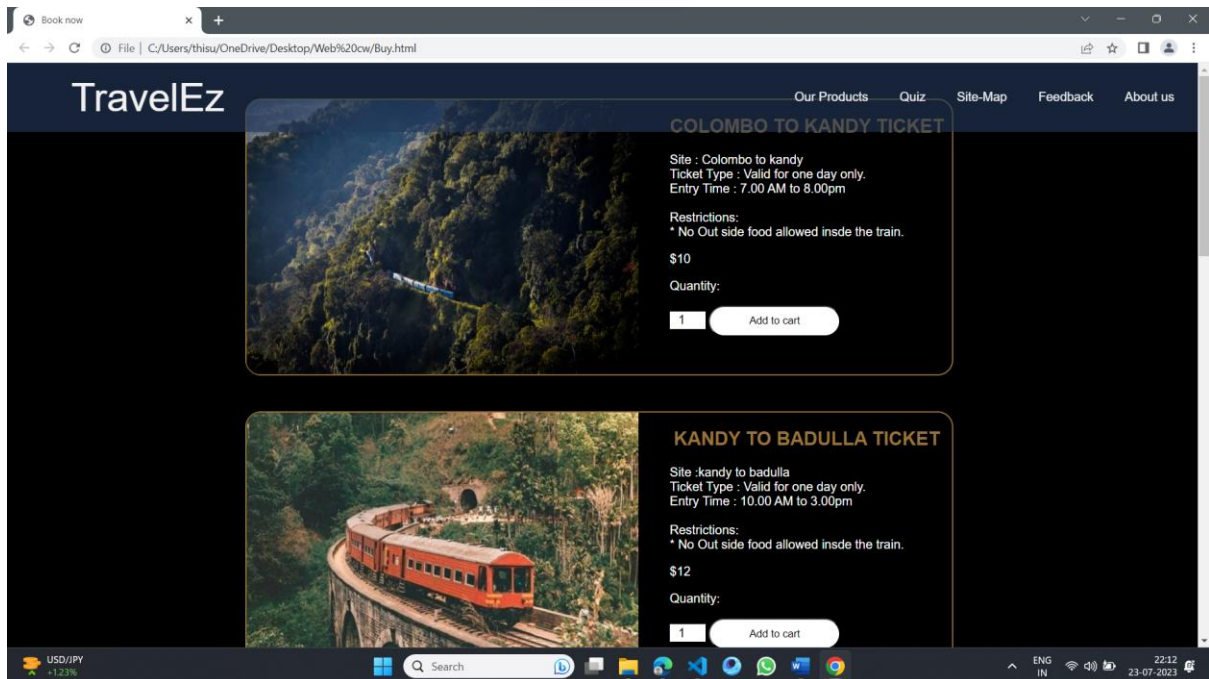 Book now
File | C:/Users/thisu/OneDrive/Desktop/Web%20cw/Buy.html
TravelEz
Our Products Quiz Site-Map Feedback About us
COLOMBO TO KANDY TICKET
Site : Colombo to kandy
Ticket Type : Valid for one day only.
Entry Time : 7.00 AM to 8.00pm
Restrictions:
* No Out side food allowed insde the train.
$10
Quantity:
1 Add to cart
KANDY TO BADULLA TICKET
Site :kandy to badulla
Ticket Type : Valid for one day only.
Entry Time : 10.00 AM to 3.00pm
Restrictions:
* No Out side food allowed insde the train.
$12
Quantity:
1 Add to cart
USD/JPY
+1.23%
Search
ENG
IN
22:12
23-07-2023